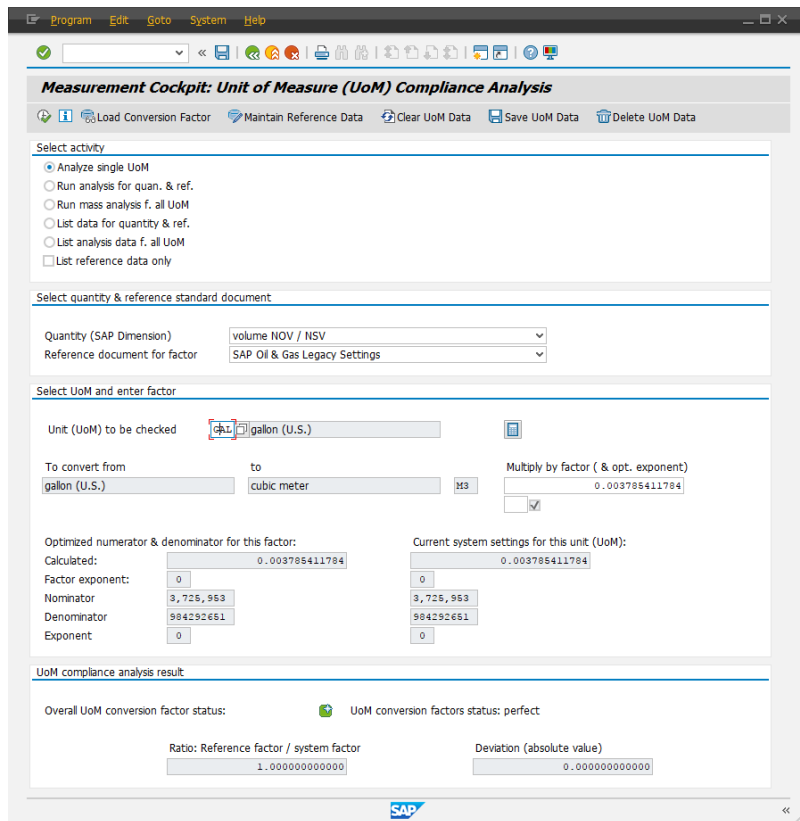 Program Edit Goto System Help
Measurement Cockpit: Unit of Measure (UoM) Compliance Analysis
Load Conversion Factor Maintain Reference Data Clear UoM Data Save UoM Data Delete UoM Data
Select activity
Analyze single UoM
Run analysis for quan. & ref.
Run mass analysis f. all UoM
List data for quantity & ref.
List analysis data f. all UoM
List reference data only
Select quantity & reference standard document
Quantity (SAP Dimension) volume NOV / NSV
Reference document for factor SAP Oil & Gas Legacy Settings
Select UoM and enter factor
Unit (UoM) to be checked GAL gallon (U.S.)
To convert from to Multiply by factor ( & opt. exponent)
gallon (U.S.) cubic meter M3 0.003785411784
Optimized numerator & denominator for this factor: Current system settings for this unit (UoM):
Calculated: 0.003785411784 0.003785411784
Factor exponent: 0 0
Nominator 3,725,953 3,725,953
Denominator 984292651 984292651
Exponent 0 0
UoM compliance analysis result
Overall UoM conversion factor status: UoM conversion factors status: perfect
Ratio: Reference factor / system factor Deviation (absolute value)
1.000000000000 0.000000000000
SAP